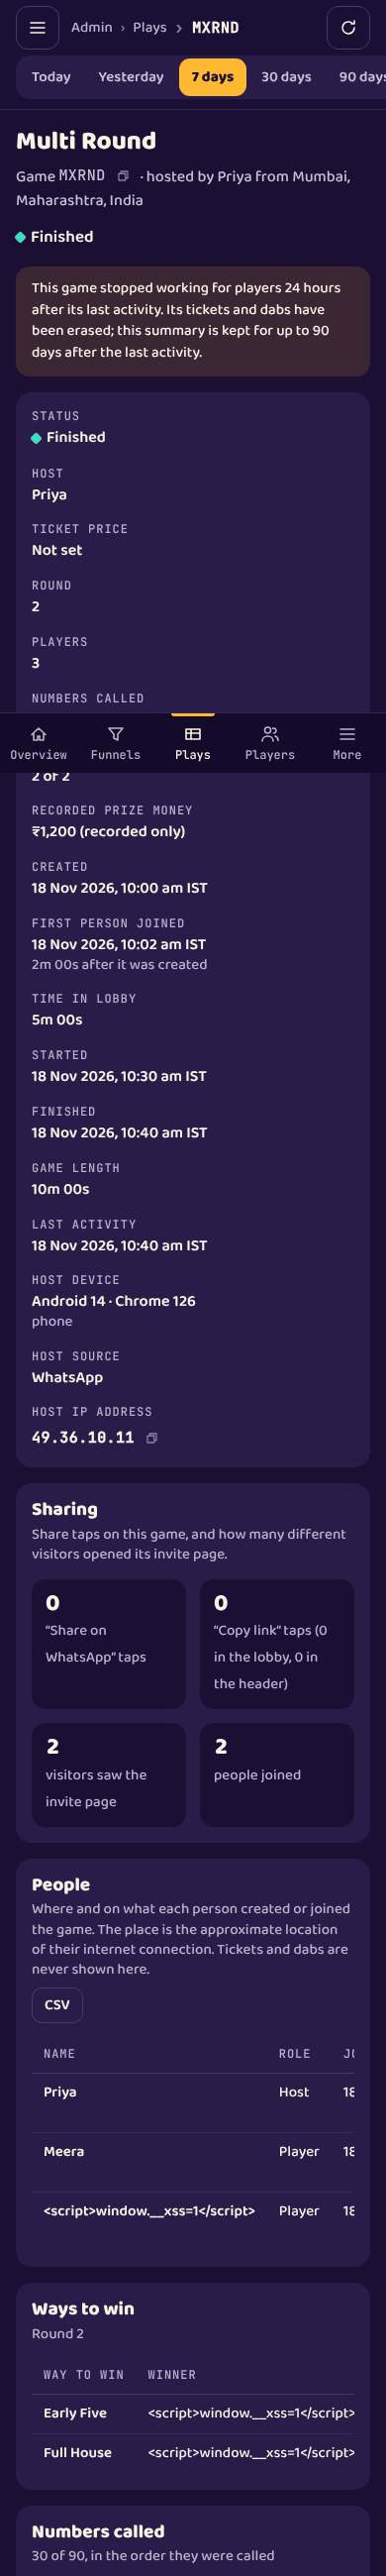 Admin › Plays › MXRND
Today Yesterday 7 days 30 days 90 days
Multi Round
Game MXRND · hosted by Priya from Mumbai,
Maharashtra, India
Finished
This game stopped working for players 24 hours
after its last activity. Its tickets and dabs have
been erased; this summary is kept for up to 90
days after the last activity.
STATUS
Finished
HOST
Priya
TICKET PRICE
Not set
ROUND
2
PLAYERS
3
NUMBERS CALLED
Overview Funnels Plays Players More
2 of 2
RECORDED PRIZE MONEY
₹1,200 (recorded only)
CREATED
18 Nov 2026, 10:00 am IST
FIRST PERSON JOINED
18 Nov 2026, 10:02 am IST
2m 00s after it was created
TIME IN LOBBY
5m 00s
STARTED
18 Nov 2026, 10:30 am IST
FINISHED
18 Nov 2026, 10:40 am IST
GAME LENGTH
10m 00s
LAST ACTIVITY
18 Nov 2026, 10:40 am IST
HOST DEVICE
Android 14 · Chrome 126
phone
HOST SOURCE
WhatsApp
HOST IP ADDRESS
49.36.10.11
Sharing
Share taps on this game, and how many different
visitors opened its invite page.
0
“Share on
WhatsApp” taps
0
“Copy link” taps (0
in the lobby, 0 in
the header)
2
visitors saw the
invite page
2
people joined
People
Where and on what each person created or joined
the game. The place is the approximate location
of their internet connection. Tickets and dabs are
never shown here.
CSV
NAME ROLE
Priya Host 18
Meera Player 18
<script>window.__xss=1</script> Player 18
Ways to win
Round 2
WAY TO WIN WINNER
Early Five <script>window.__xss=1</script>
Full House <script>window.__xss=1</script>
Numbers called
30 of 90, in the order they were called